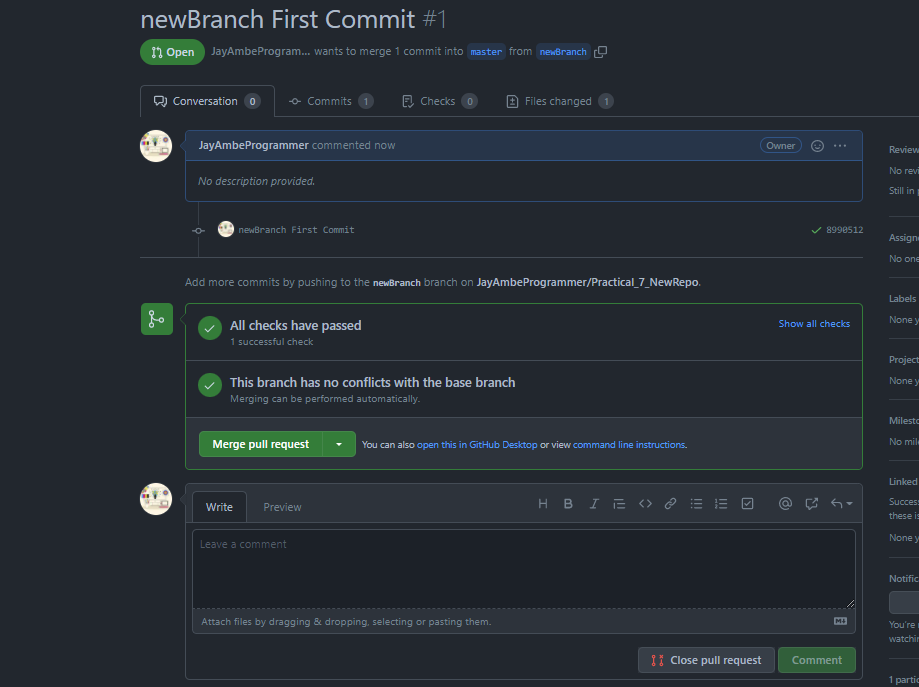 newBranch First Commit #1
Open JayAmbeProgram... wants to merge 1 commit into master from newBranch
Conversation 0 Commits 1 Checks 0 Files changed 1
JayAmbeProgrammer commented now Owner
No description provided.
newBranch First Commit 8990512
Add more commits by pushing to the newBranch branch on JayAmbeProgrammer/Practical_7_NewRepo.
All checks have passed Show all checks
1 successful check
This branch has no conflicts with the base branch
Merging can be performed automatically.
Merge pull request You can also open this in GitHub Desktop or view command line instructions.
Write Preview
Leave a comment
Attach files by dragging & dropping, selecting or pasting them.
Close pull request Comment
Review
No revi
Still in p
Assign
No one
Labels
None y
Project
None y
Milesto
No mil
Linked
Success
these is
None y
Notific
You're
watchin
1 partic